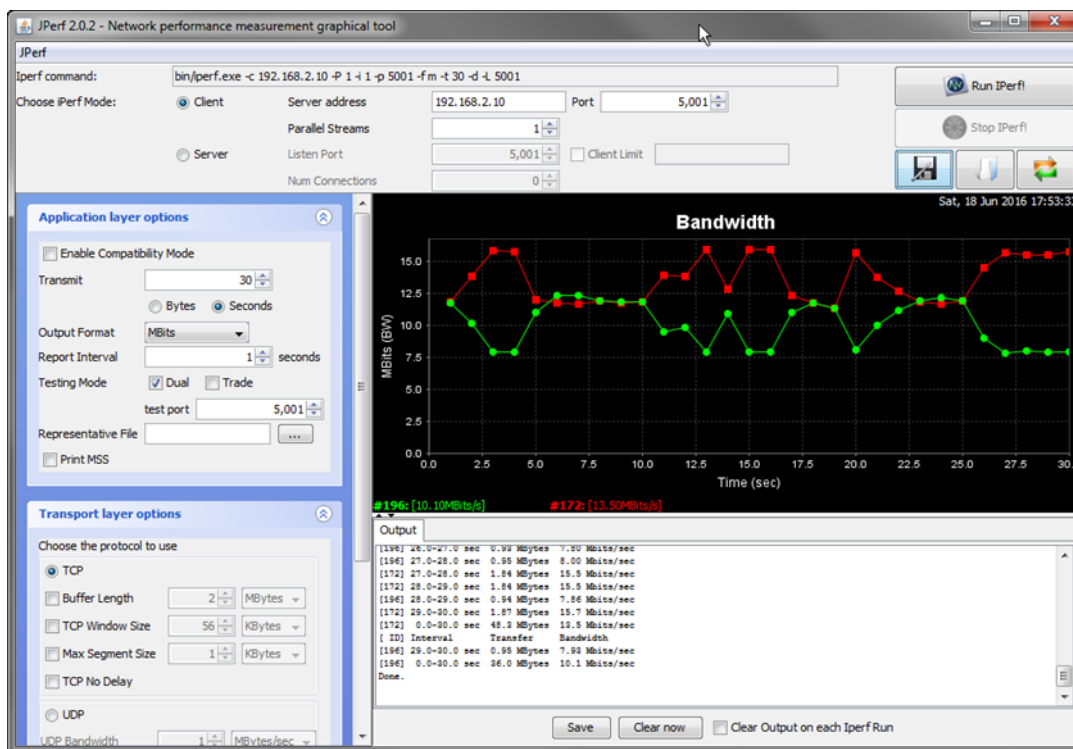 JPerf 2.0.2 - Network performance measurement graphical tool
JPerf
Iperf command: bin/iperf.exe -c 192.168.2.10 -P 1 -i 1 -p 5001 -f m -t 30 -d -L 5001
Choose iPerf Mode: Client Server address 192.168.2.10 Port 5,001
Parallel Streams 1
Server Listen Port 5,001 Client Limit
Num Connections 0
Run IPerf!
Stop IPerf!
Application layer options
Enable Compatibility Mode
Transmit 30
Bytes Seconds
Output Format MBits
Report Interval 1 seconds
Testing Mode Dual Trade
test port 5,001
Representative File ...
Print MSS
Transport layer options
Choose the protocol to use
TCP
Buffer Length 2 MBytes
TCP Window Size 56 KBytes
Max Segment Size 1 KBytes
TCP No Delay
UDP
UDP Bandwidth 1 MBytes/sec
Sat, 18 Jun 2016 17:53:33
Bandwidth
MBits (BW)
15.0
12.5
10.0
7.5
5.0
2.5
0.0
0.0 2.5 5.0 7.5 10.0 12.5 15.0 17.5 20.0 22.5 25.0 27.5 30.
Time (sec)
#196: [10.10MBits/s] #172: [13.50MBits/s]
Output
[196] 26.0-27.0 sec 0.93 MBytes 7.80 Mbits/sec
[196] 27.0-28.0 sec 0.95 MBytes 8.00 Mbits/sec
[172] 27.0-28.0 sec 1.84 MBytes 15.5 Mbits/sec
[172] 28.0-29.0 sec 1.84 MBytes 15.5 Mbits/sec
[196] 28.0-29.0 sec 0.94 MBytes 7.86 Mbits/sec
[172] 29.0-30.0 sec 1.87 MBytes 15.7 Mbits/sec
[172] 0.0-30.0 sec 48.3 MBytes 13.5 Mbits/sec
[ ID] Interval Transfer Bandwidth
[196] 29.0-30.0 sec 0.95 MBytes 7.93 Mbits/sec
[196] 0.0-30.0 sec 36.0 MBytes 10.1 Mbits/sec
Done.
Save Clear now Clear Output on each Iperf Run